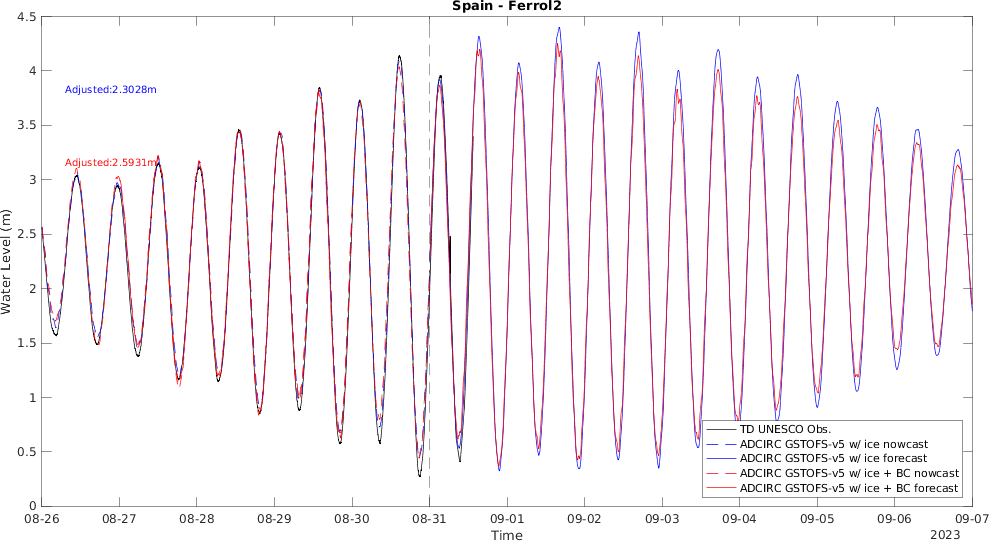 Spain - Ferrol2
4.5
4
3.5
3
2.5
2
1.5
1
0.5
0
Water Level (m)
Adjusted:2.3028m
Adjusted:2.5931m
TD UNESCO Obs.
ADCIRC GSTOFS-v5 w/ ice nowcast
ADCIRC GSTOFS-v5 w/ ice forecast
ADCIRC GSTOFS-v5 w/ ice + BC nowcast
ADCIRC GSTOFS-v5 w/ ice + BC forecast
08-26 08-27 08-28 08-29 08-30 08-31 09-01 09-02 09-03 09-04 09-05 09-06 09-07
Time
2023